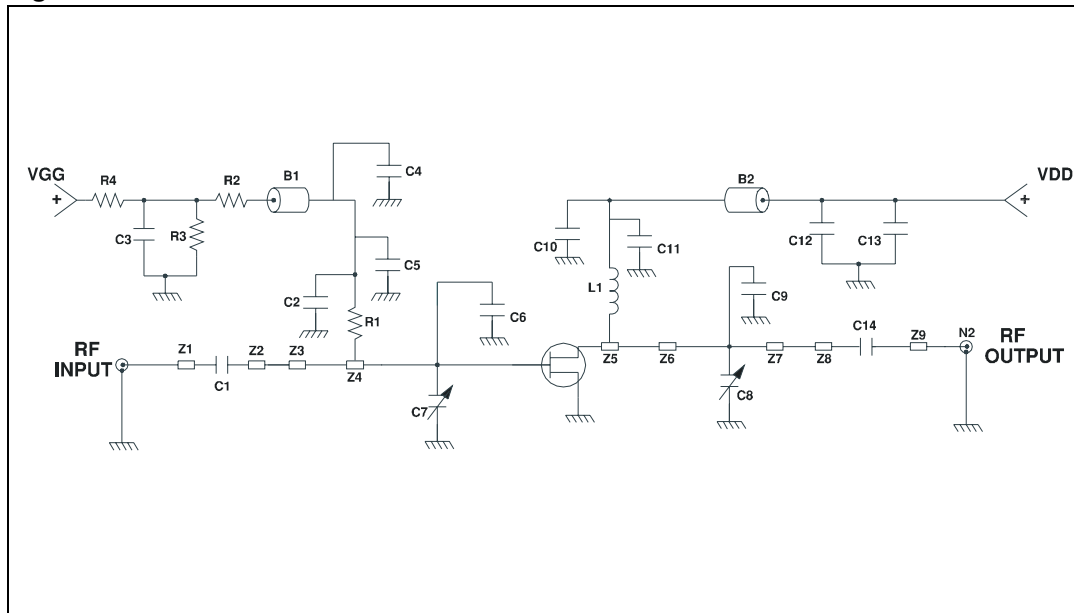 VGG
+
R4
R2
B1
C4
B2
VDD
+
C3
R3
C10
C11
C12
C13
C5
C2
L1
C9
R1
C6
RF
INPUT
Z1
C1
Z2
Z3
Z4
C7
Z5
Z6
C8
Z7
Z8
C14
Z9
N2
RF
OUTPUT